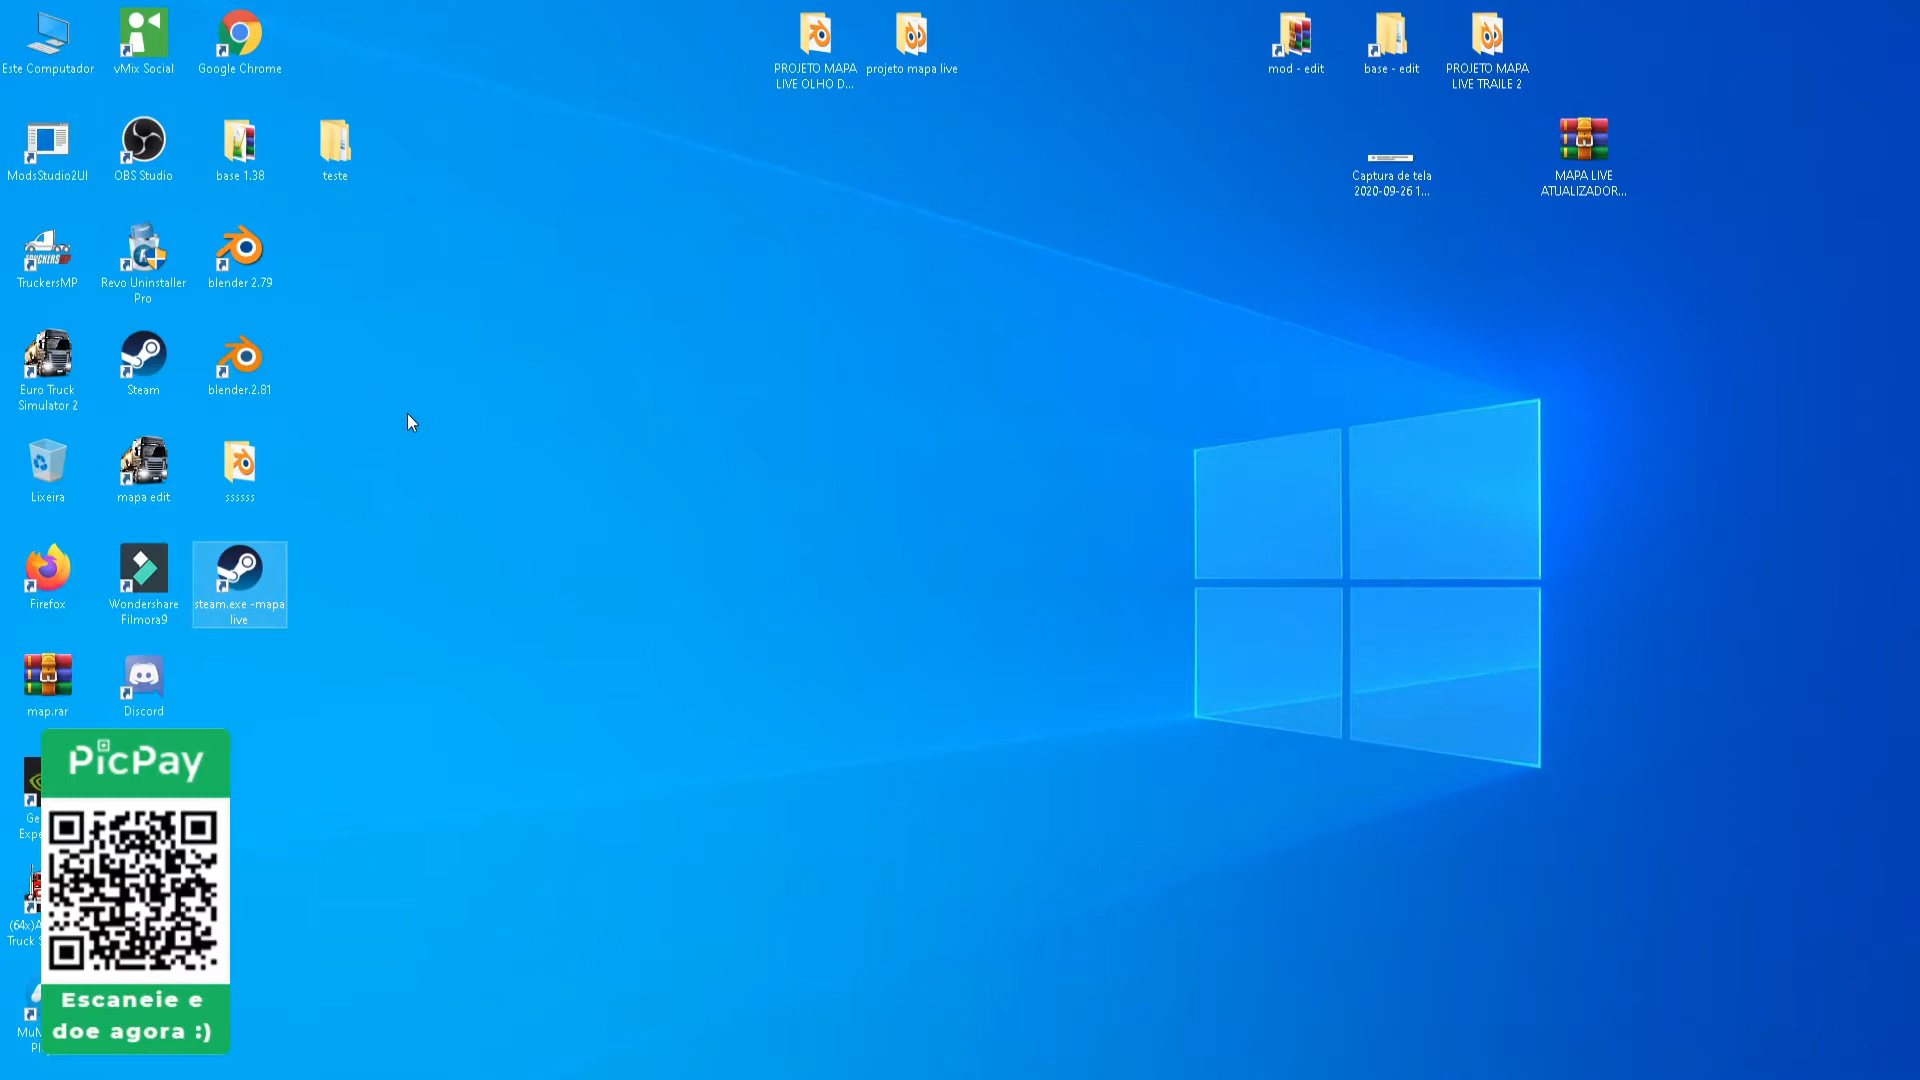 Este Computador
vMix Social
Google Chrome
PROJETO MAPA
LIVE OLHO D...
projeto mapa live
mod - edit
base - edit
PROJETO MAPA
LIVE TRAILE 2
ModsStudio2UI
OBS Studio
base 1.38
teste
Captura de tela
2020-09-26 1...
MAPA LIVE
ATUALIZADOR...
TruckersMP
Revo Uninstaller
Pro
blender 2.79
Euro Truck
Simulator 2
Steam
blender.2.81
Lixeira
mapa edit
ssssss
Firefox
Wondershare
Filmora9
steam.exe -mapa
live
map.rar
Discord
PicPay
Escaneie e
doe agora :)